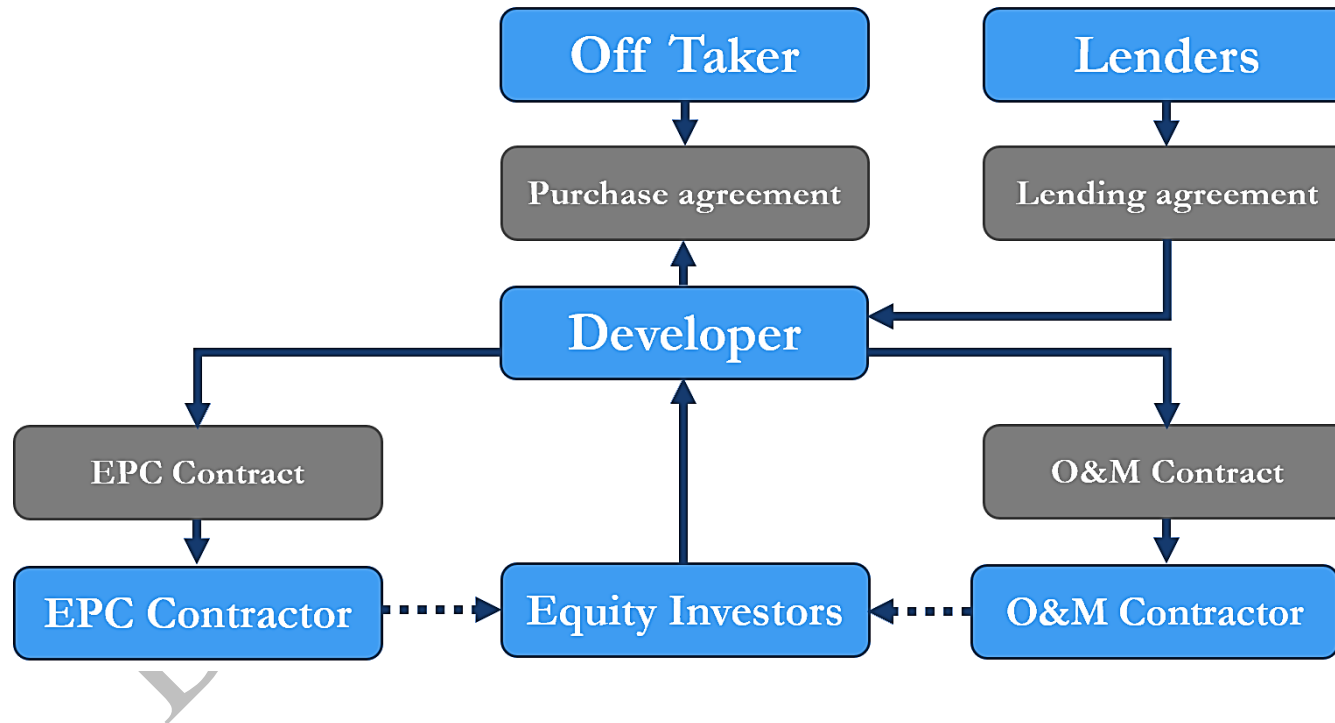 Off Taker
Lenders
Purchase agreement
Lending agreement
Developer
EPC Contract
O&M Contract
EPC Contractor
Equity Investors
O&M Contractor